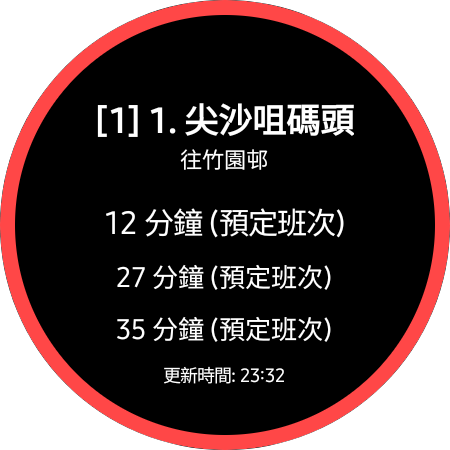 [1] 1. 尖沙咀碼頭
往竹園邨
12 分鐘 (預定班次)
27 分鐘 (預定班次)
35 分鐘 (預定班次)
更新時間: 23:32